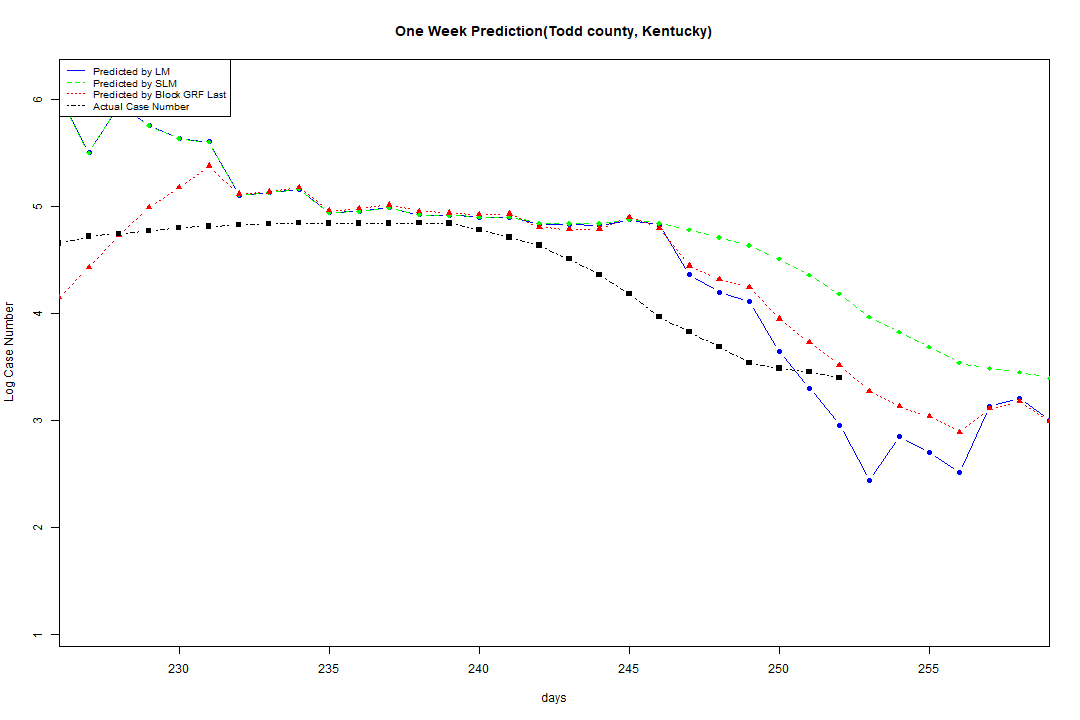 One Week Prediction(Todd county, Kentucky)
Predicted by LM
Predicted by SLM
Predicted by Block GRF Last
Actual Case Number
6
5
4
3
2
1
Log Case Number
230 235 240 245 250 255
days